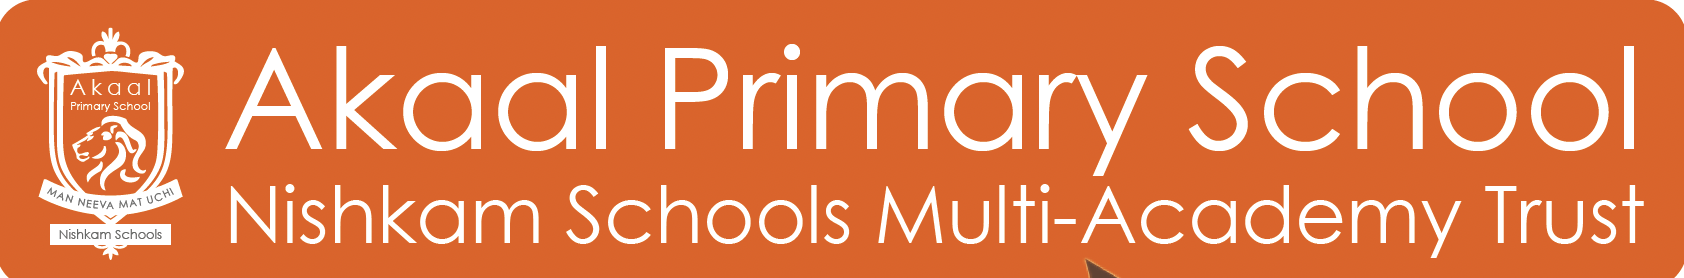 Akaal
Primary School
MAN NEEVA MAT UCHI
Nishkam Schools
Akaal Primary School
Nishkam Schools Multi-Academy Trust